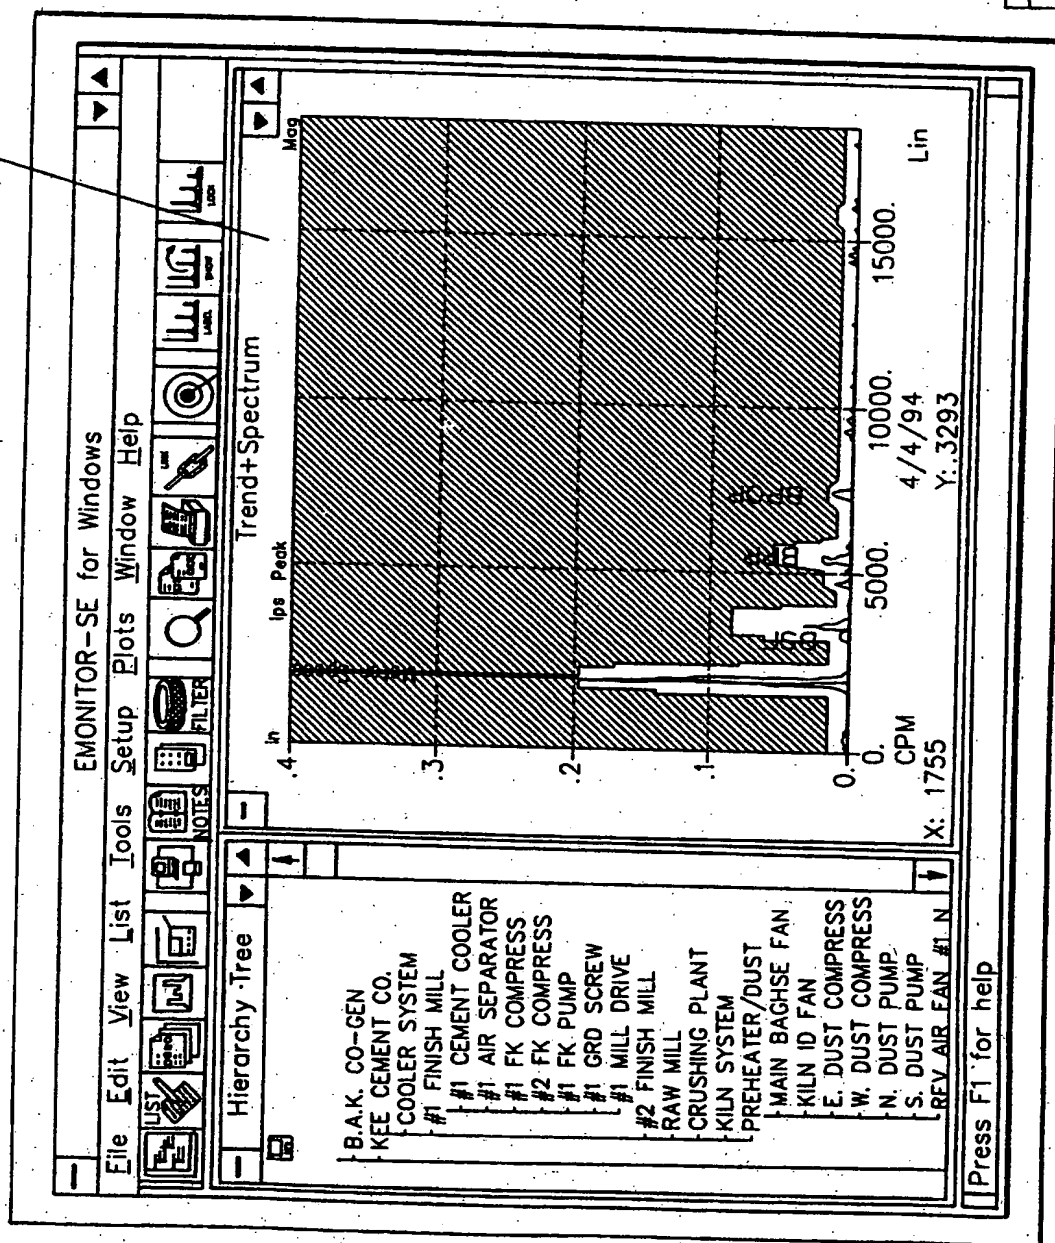 EMONITOR-SE for Windows
File Edit View List Tools Setup Plots Window Help
LIST
NOTES
FILTER
LINK
LABEL
LOCK
Hierarchy-Tree
B.A.K. CO-GEN
KEE CEMENT CO.
COOLER SYSTEM
#1 FINISH MILL
#1 CEMENT COOLER
#1 AIR SEPARATOR
#1 FK COMPRESS
#2 FK COMPRESS
#1 FK PUMP
#1 GRD SCREW
#1 MILL DRIVE
#2 FINISH MILL
RAW MILL
CRUSHING PLANT
KILN SYSTEM
PREHEATER/DUST
MAIN BAGHSE FAN
KILN ID FAN
E. DUST COMPRESS
W. DUST COMPRESS
N. DUST PUMP
S. DUST PUMP
REV AIR FAN #1 N
Trend+Spectrum
In Ips Peak Mag
.4
.3
.2
.1
0.
0. 5000. 10000. 15000.
CPM 4/4/94 Lin
X: 1755 Y:.3293
Press F1 for help